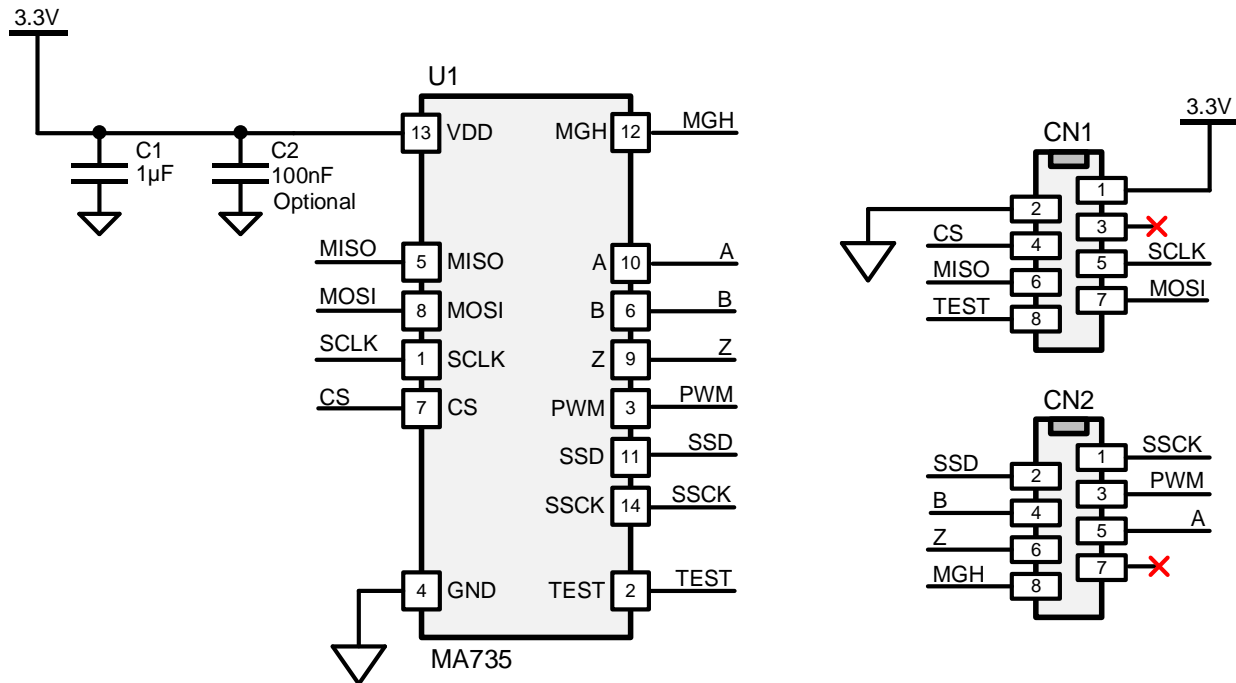 3.3V
U1
13 VDD
MGH 12 MGH
C1
1µF
C2
100nF
Optional
MISO 5 MISO
A 10 A
MOSI 8 MOSI
B 6 B
SCLK 1 SCLK
Z 9 Z
CS 7 CS
PWM 3 PWM
SSD 11 SSD
SSCK 14 SSCK
4 GND
TEST 2 TEST
MA735
3.3V
CN1
1
2
3
CS 4
5 SCLK
MISO 6
7 MOSI
TEST 8
CN2
1 SSCK
SSD 2
3 PWM
B 4
5 A
Z 6
7
MGH 8